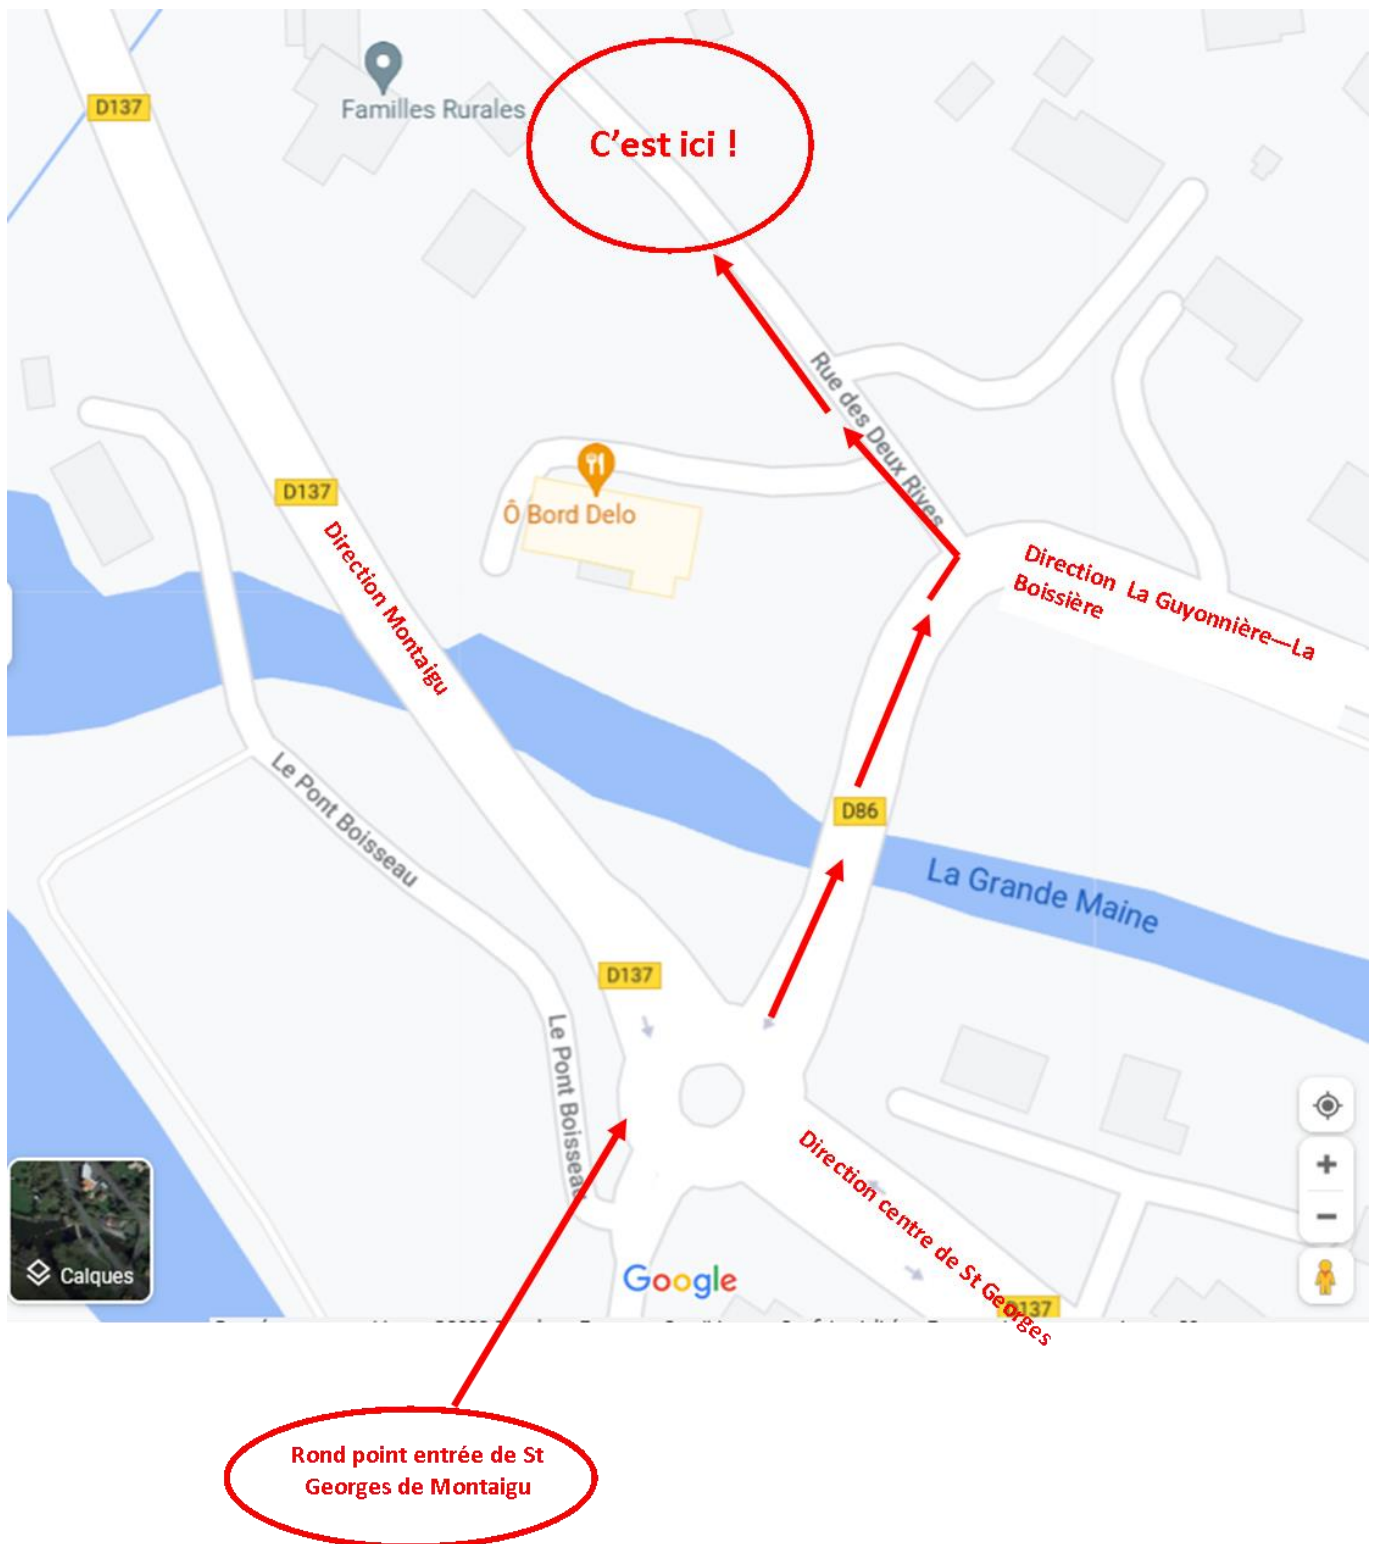 D137
Familles Rurales
C'est ici !
Rue des Deux Rives
D137
Ô Bord Delo
Direction Montaigu
Direction La Guyonnière—La
Boissière
Le Pont Boisseau
D86
La Grande Maine
D137
Le Pont Boisseau
Direction centre de St Georges
Calques
Google
D137
Rond point entrée de St
Georges de Montaigu